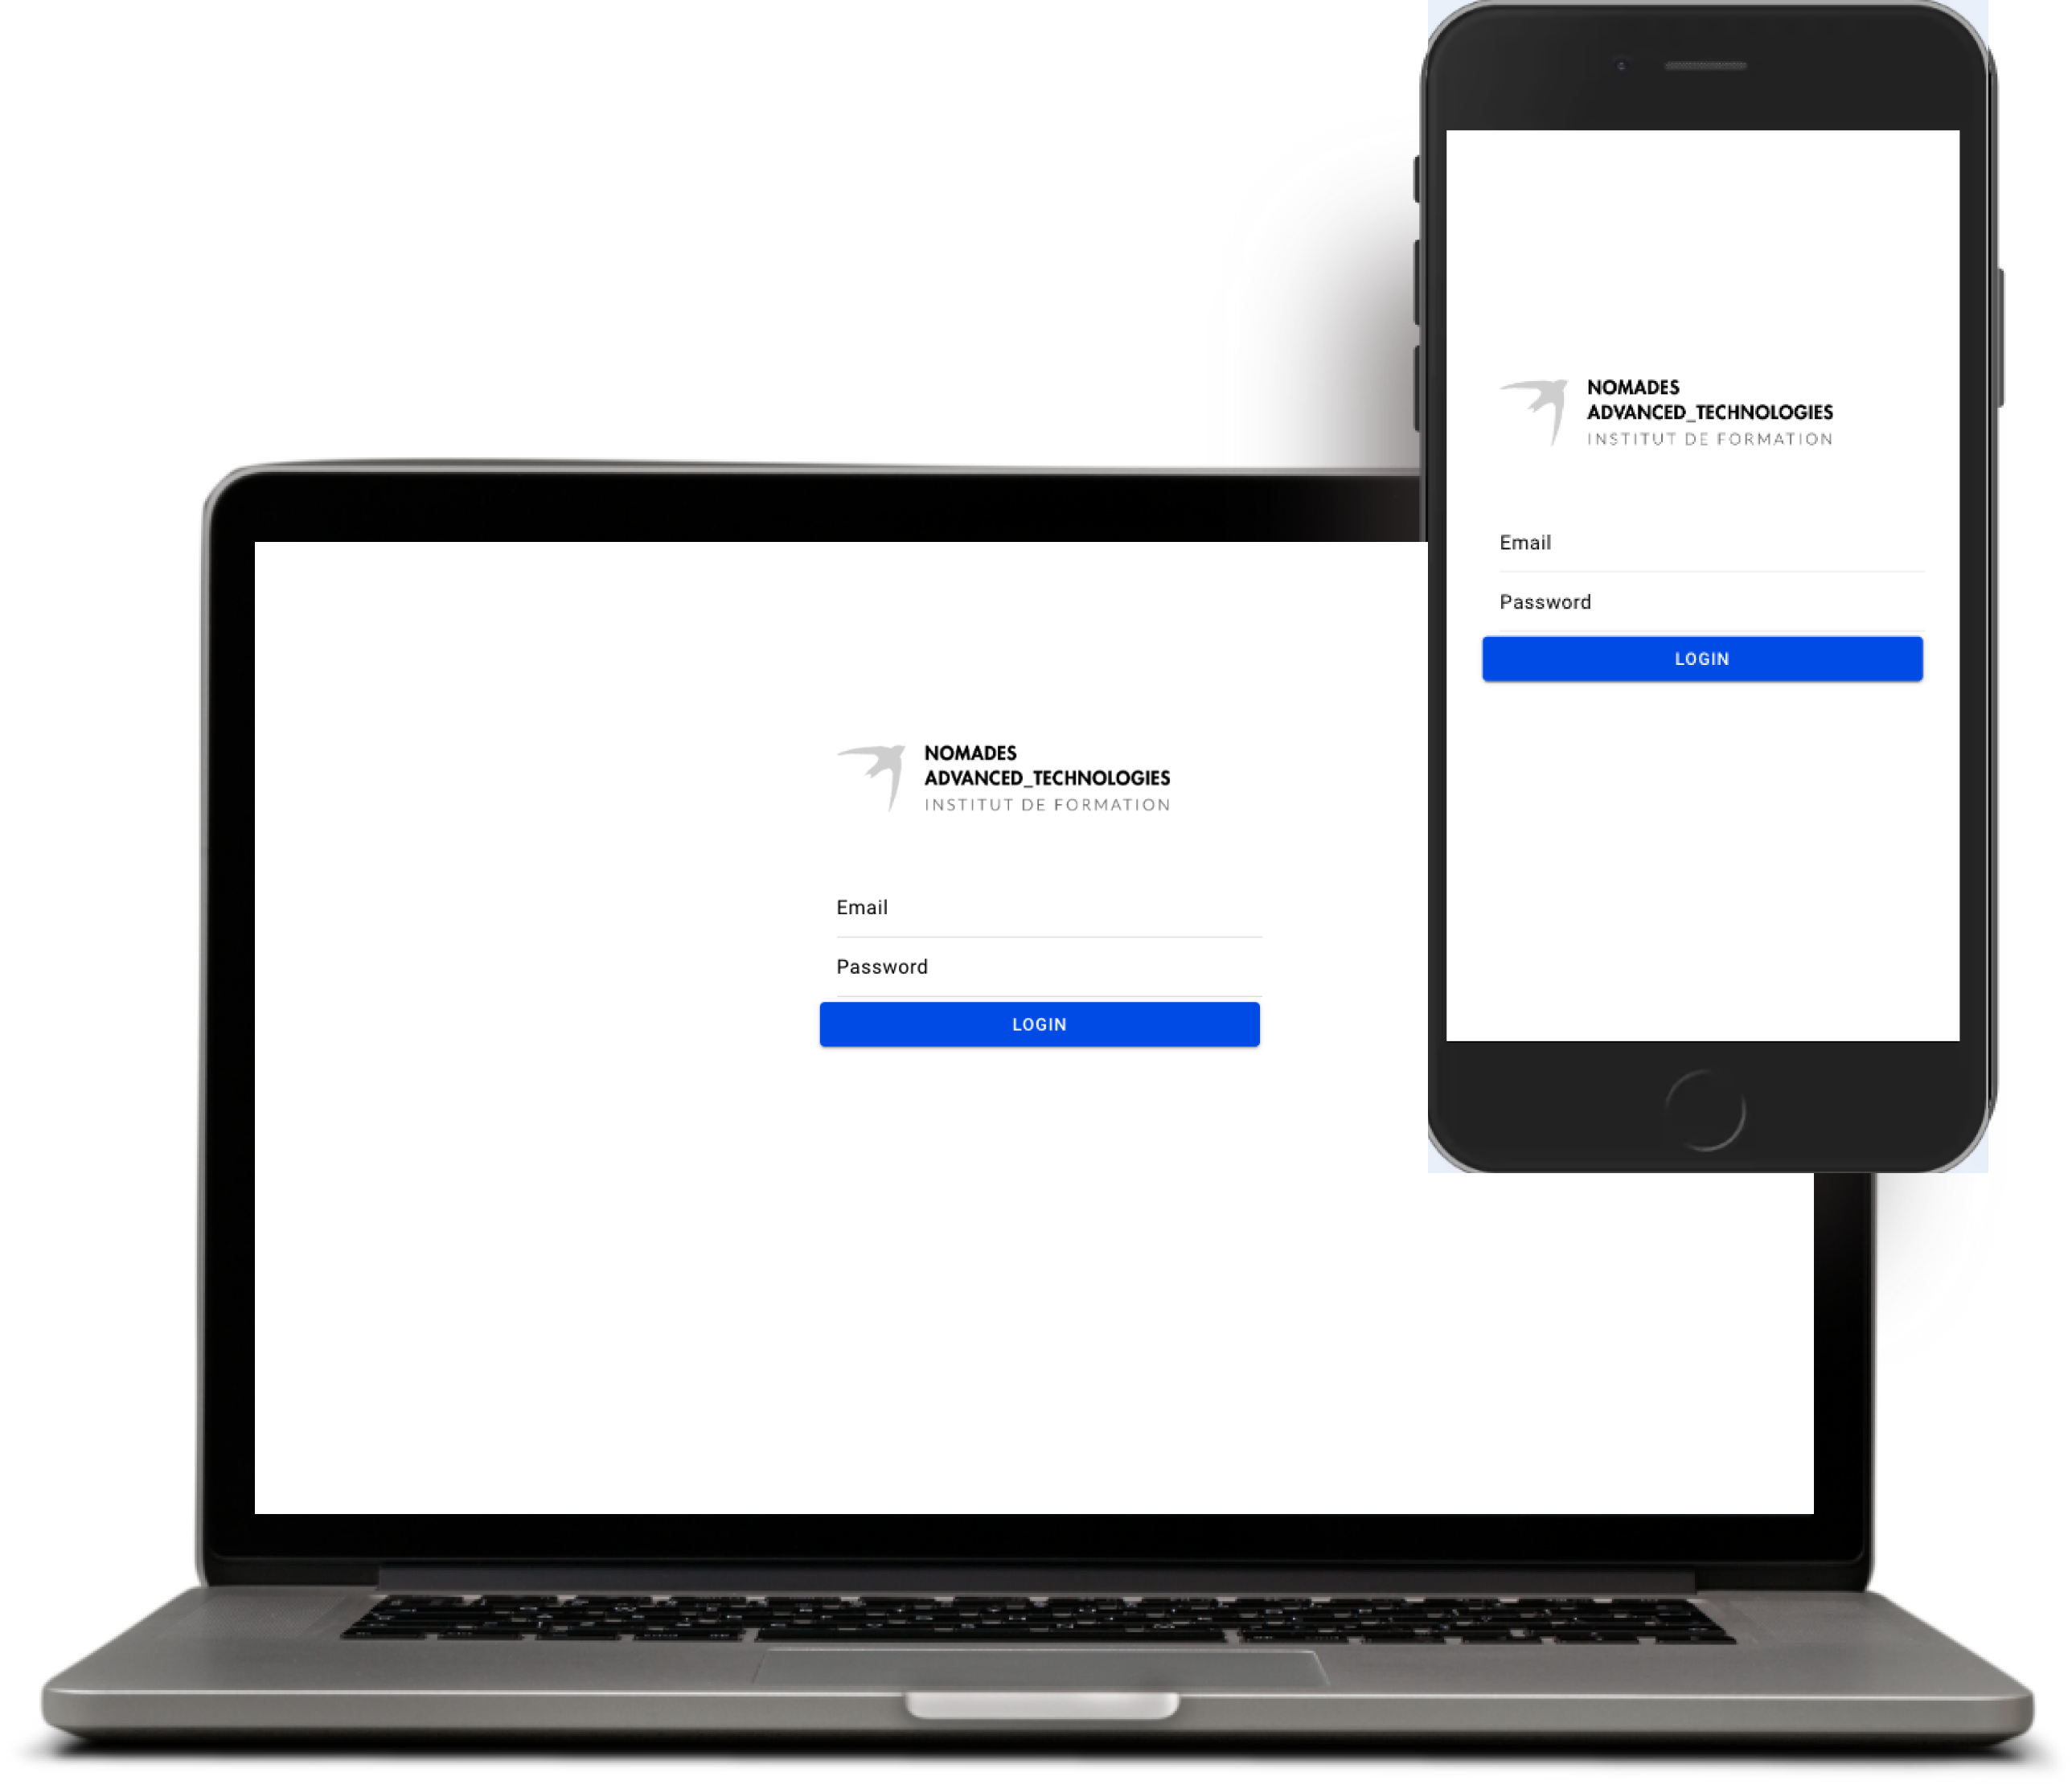 NOMADES
ADVANCED_TECHNOLOGIES
INSTITUT DE FORMATION
Email
Password
LOGIN
NOMADES
ADVANCED_TECHNOLOGIES
INSTITUT DE FORMATION
Email
Password
LOGIN